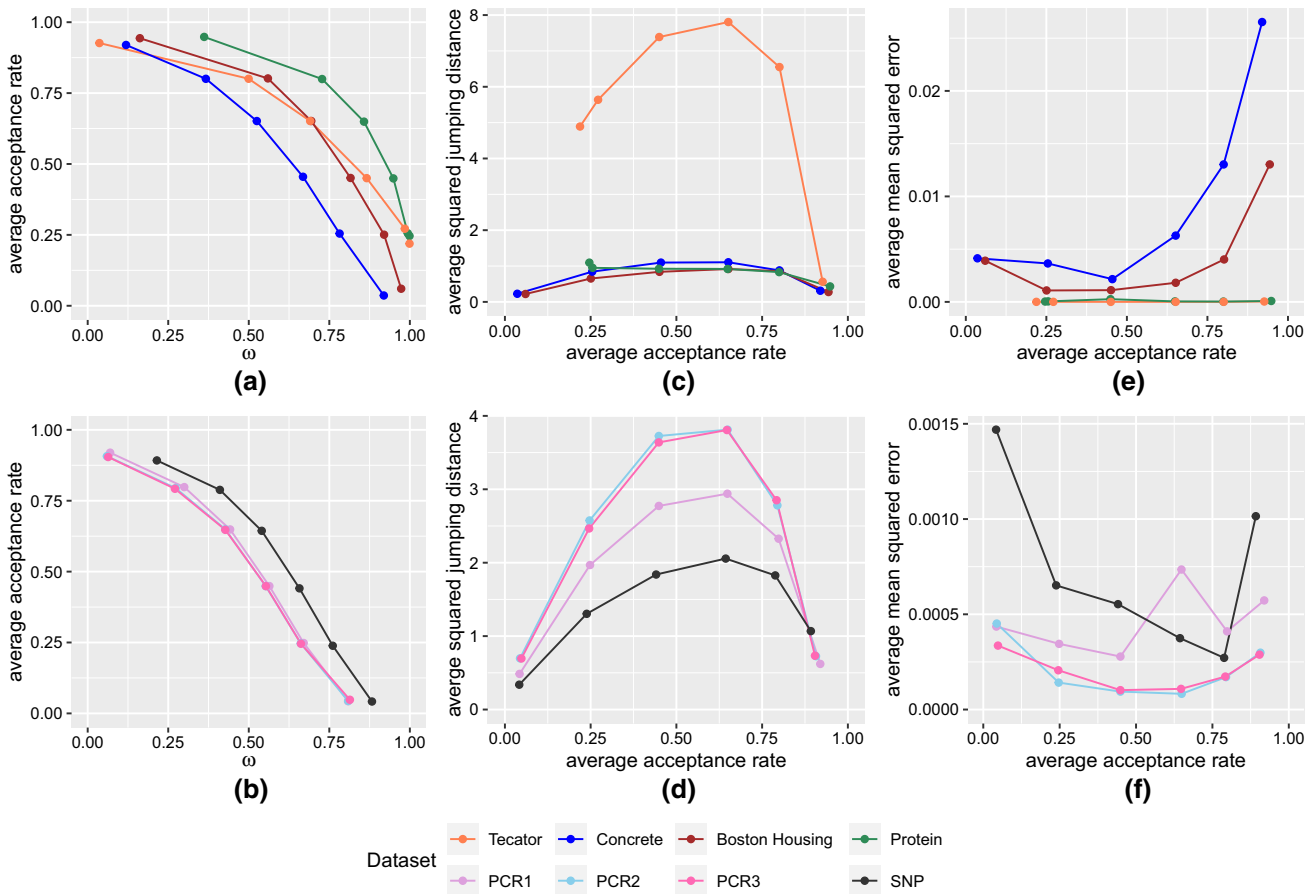 average acceptance rate
1.00
0.75
0.50
0.25
0.00
0.00 0.25 0.50 0.75 1.00
ω
(a)
average squared jumping distance
8
6
4
2
0
0.00 0.25 0.50 0.75 1.00
average acceptance rate
(c)
average mean squared error
0.02
0.01
0.00
0.00 0.25 0.50 0.75 1.00
average acceptance rate
(e)
average acceptance rate
1.00
0.75
0.50
0.25
0.00
0.00 0.25 0.50 0.75 1.00
ω
(b)
averge squared jumping distance
4
3
2
1
0
0.00 0.25 0.50 0.75 1.00
average acceptance rate
(d)
average mean squared error
0.0015
0.0010
0.0005
0.0000
0.00 0.25 0.50 0.75 1.00
average acceptance rate
(f)
Dataset
Tecator Concrete Boston Housing Protein
PCR1 PCR2 PCR3 SNP